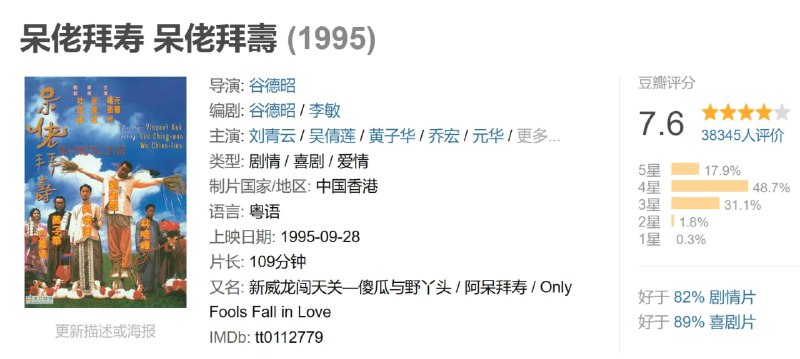 呆佬拜寿 呆佬拜壽 (1995)
呆佬拜壽
Director: Vincent Kok
Lau Ching-wan
Wu Chien-lien
导演: 谷德昭
编剧: 谷德昭 / 李敏
主演: 刘青云 / 吴倩莲 / 黄子华 / 乔宏 / 元华 / 更多...
类型: 剧情 / 喜剧 / 爱情
制片国家/地区: 中国香港
语言: 粤语
上映日期: 1995-09-28
片长: 109分钟
又名: 新威龙闯天关—傻瓜与野丫头 / 阿呆拜寿 / Only
Fools Fall in Love
IMDb: tt0112779
更新描述或海报
豆瓣评分
7.6
38345人评价
5星 17.9%
4星 48.7%
3星 31.1%
2星 1.8%
1星 0.3%
好于 82% 剧情片
好于 89% 喜剧片